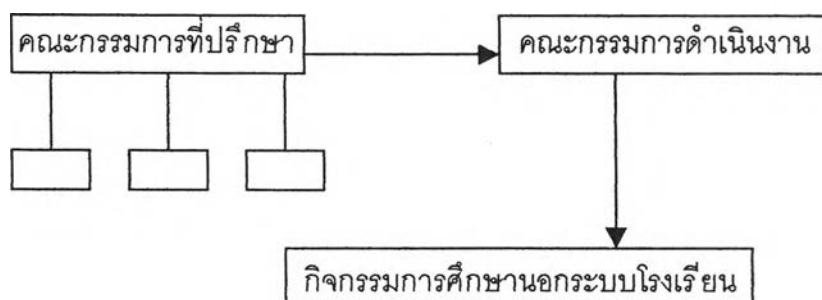 คณะกรรมการที่ปรึกษา
คณะกรรมการดำเนินงาน
กิจกรรมการศึกษานอกระบบโรงเรียน